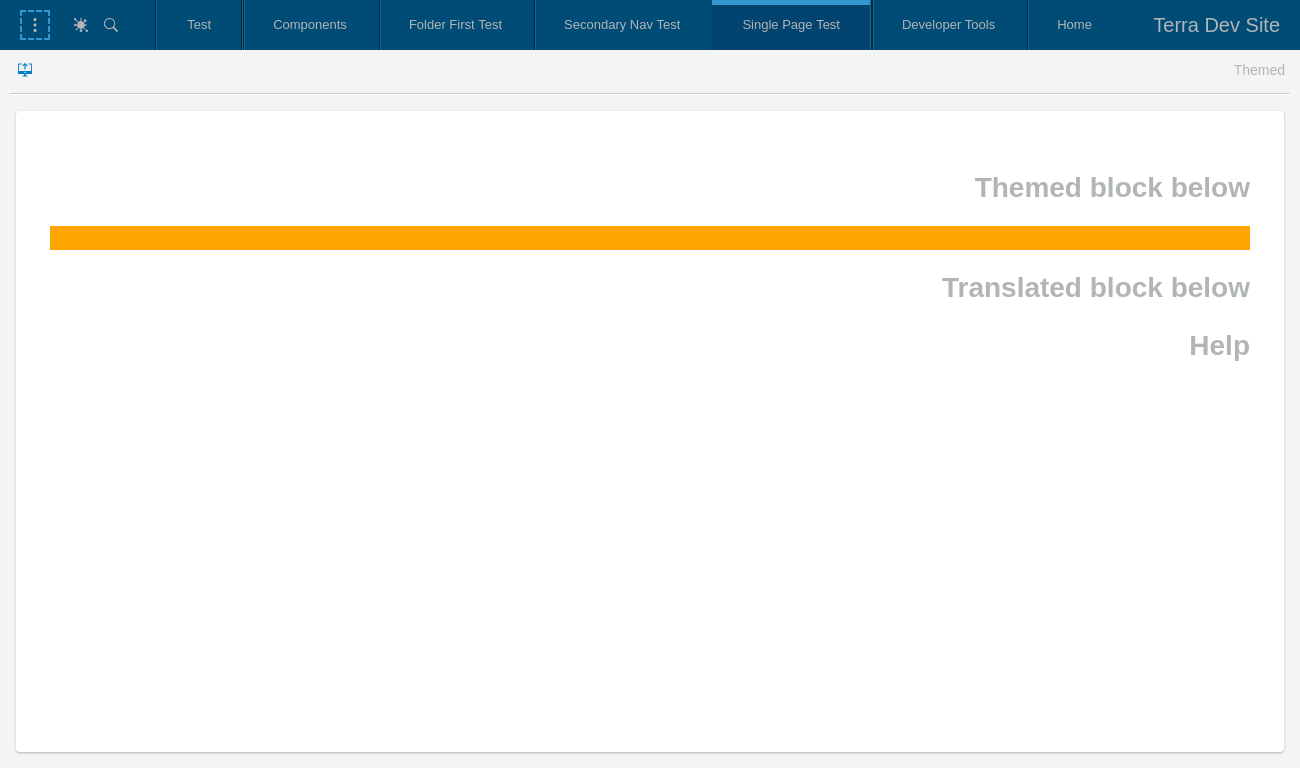 Test
Components
Folder First Test
Secondary Nav Test
Single Page Test
Developer Tools
Home
Terra Dev Site
Themed
Themed block below
Translated block below
Help